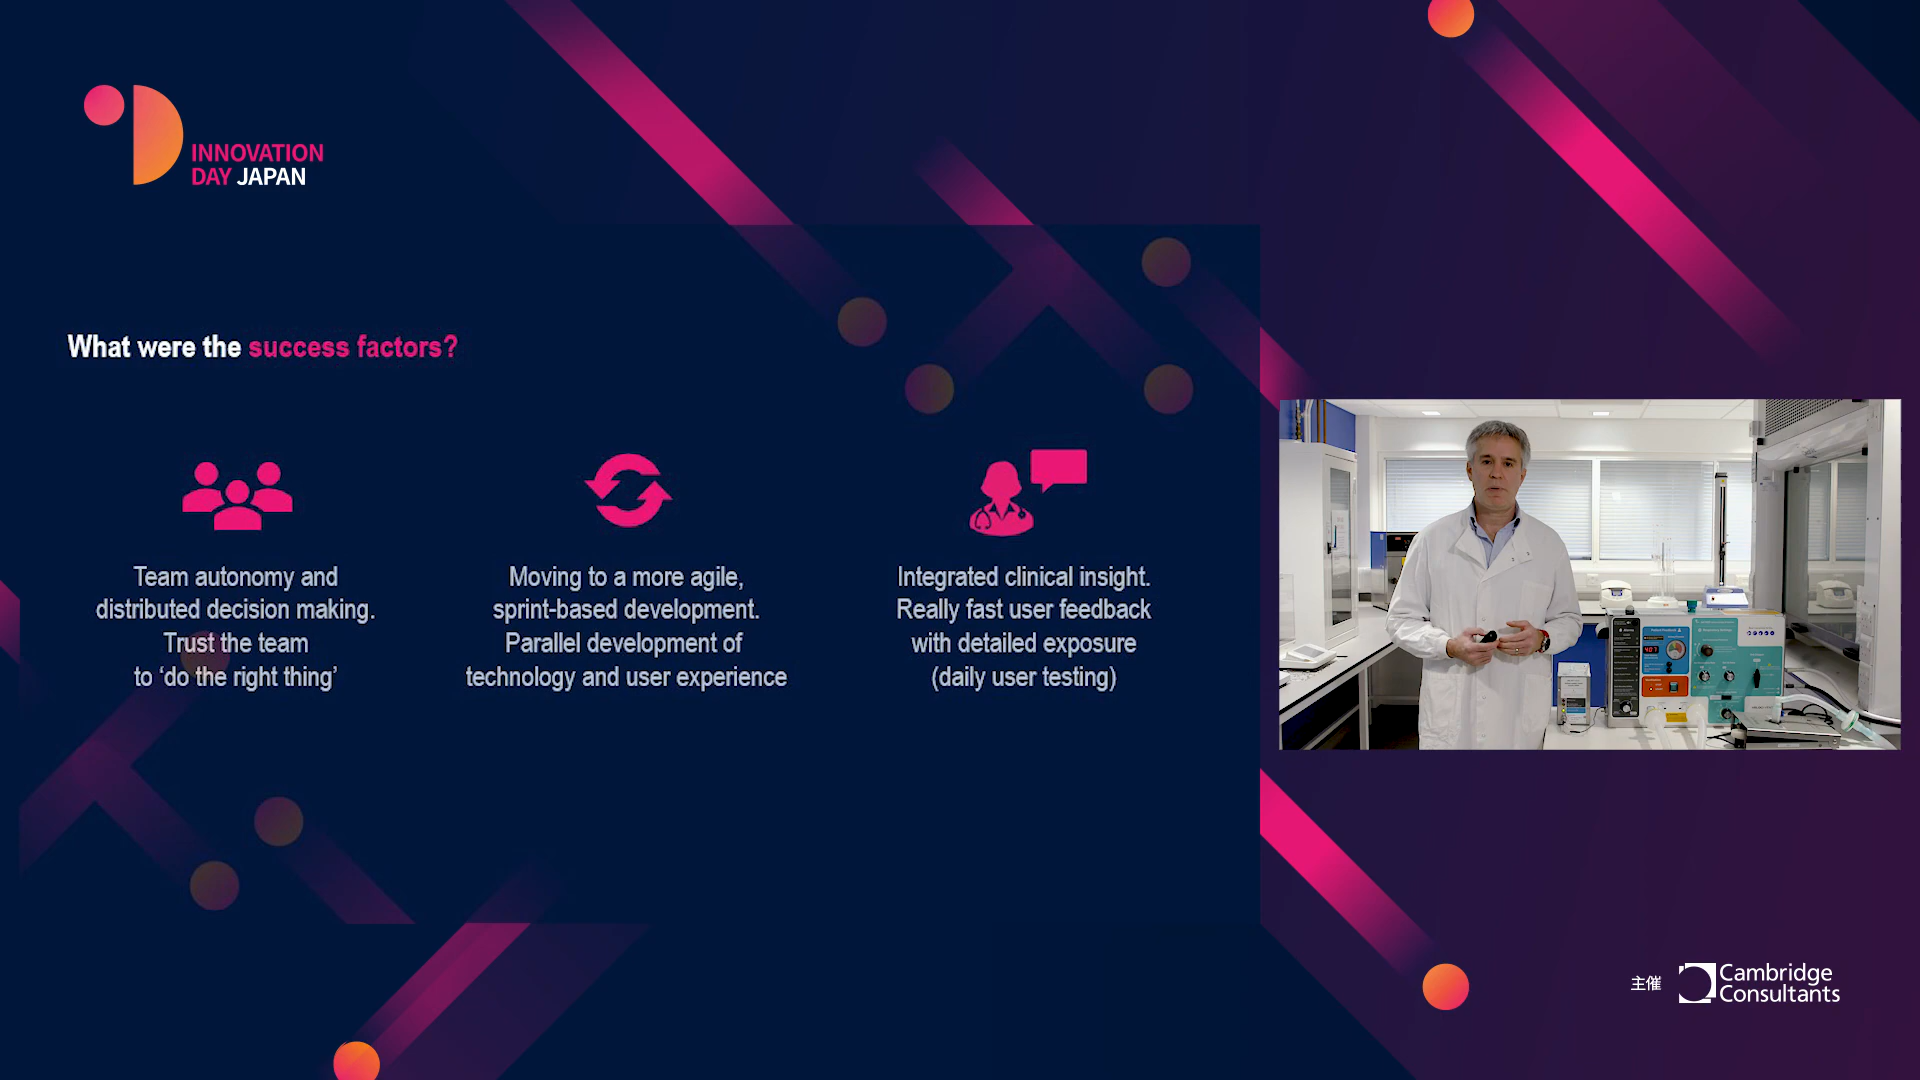 INNOVATION
DAY JAPAN
What were the success factors?
Team autonomy and
distributed decision making.
Trust the team
to ‘do the right thing’
Moving to a more agile,
sprint-based development.
Parallel development of
technology and user experience
Integrated clinical insight.
Really fast user feedback
with detailed exposure
(daily user testing)
主催
Cambridge
Consultants